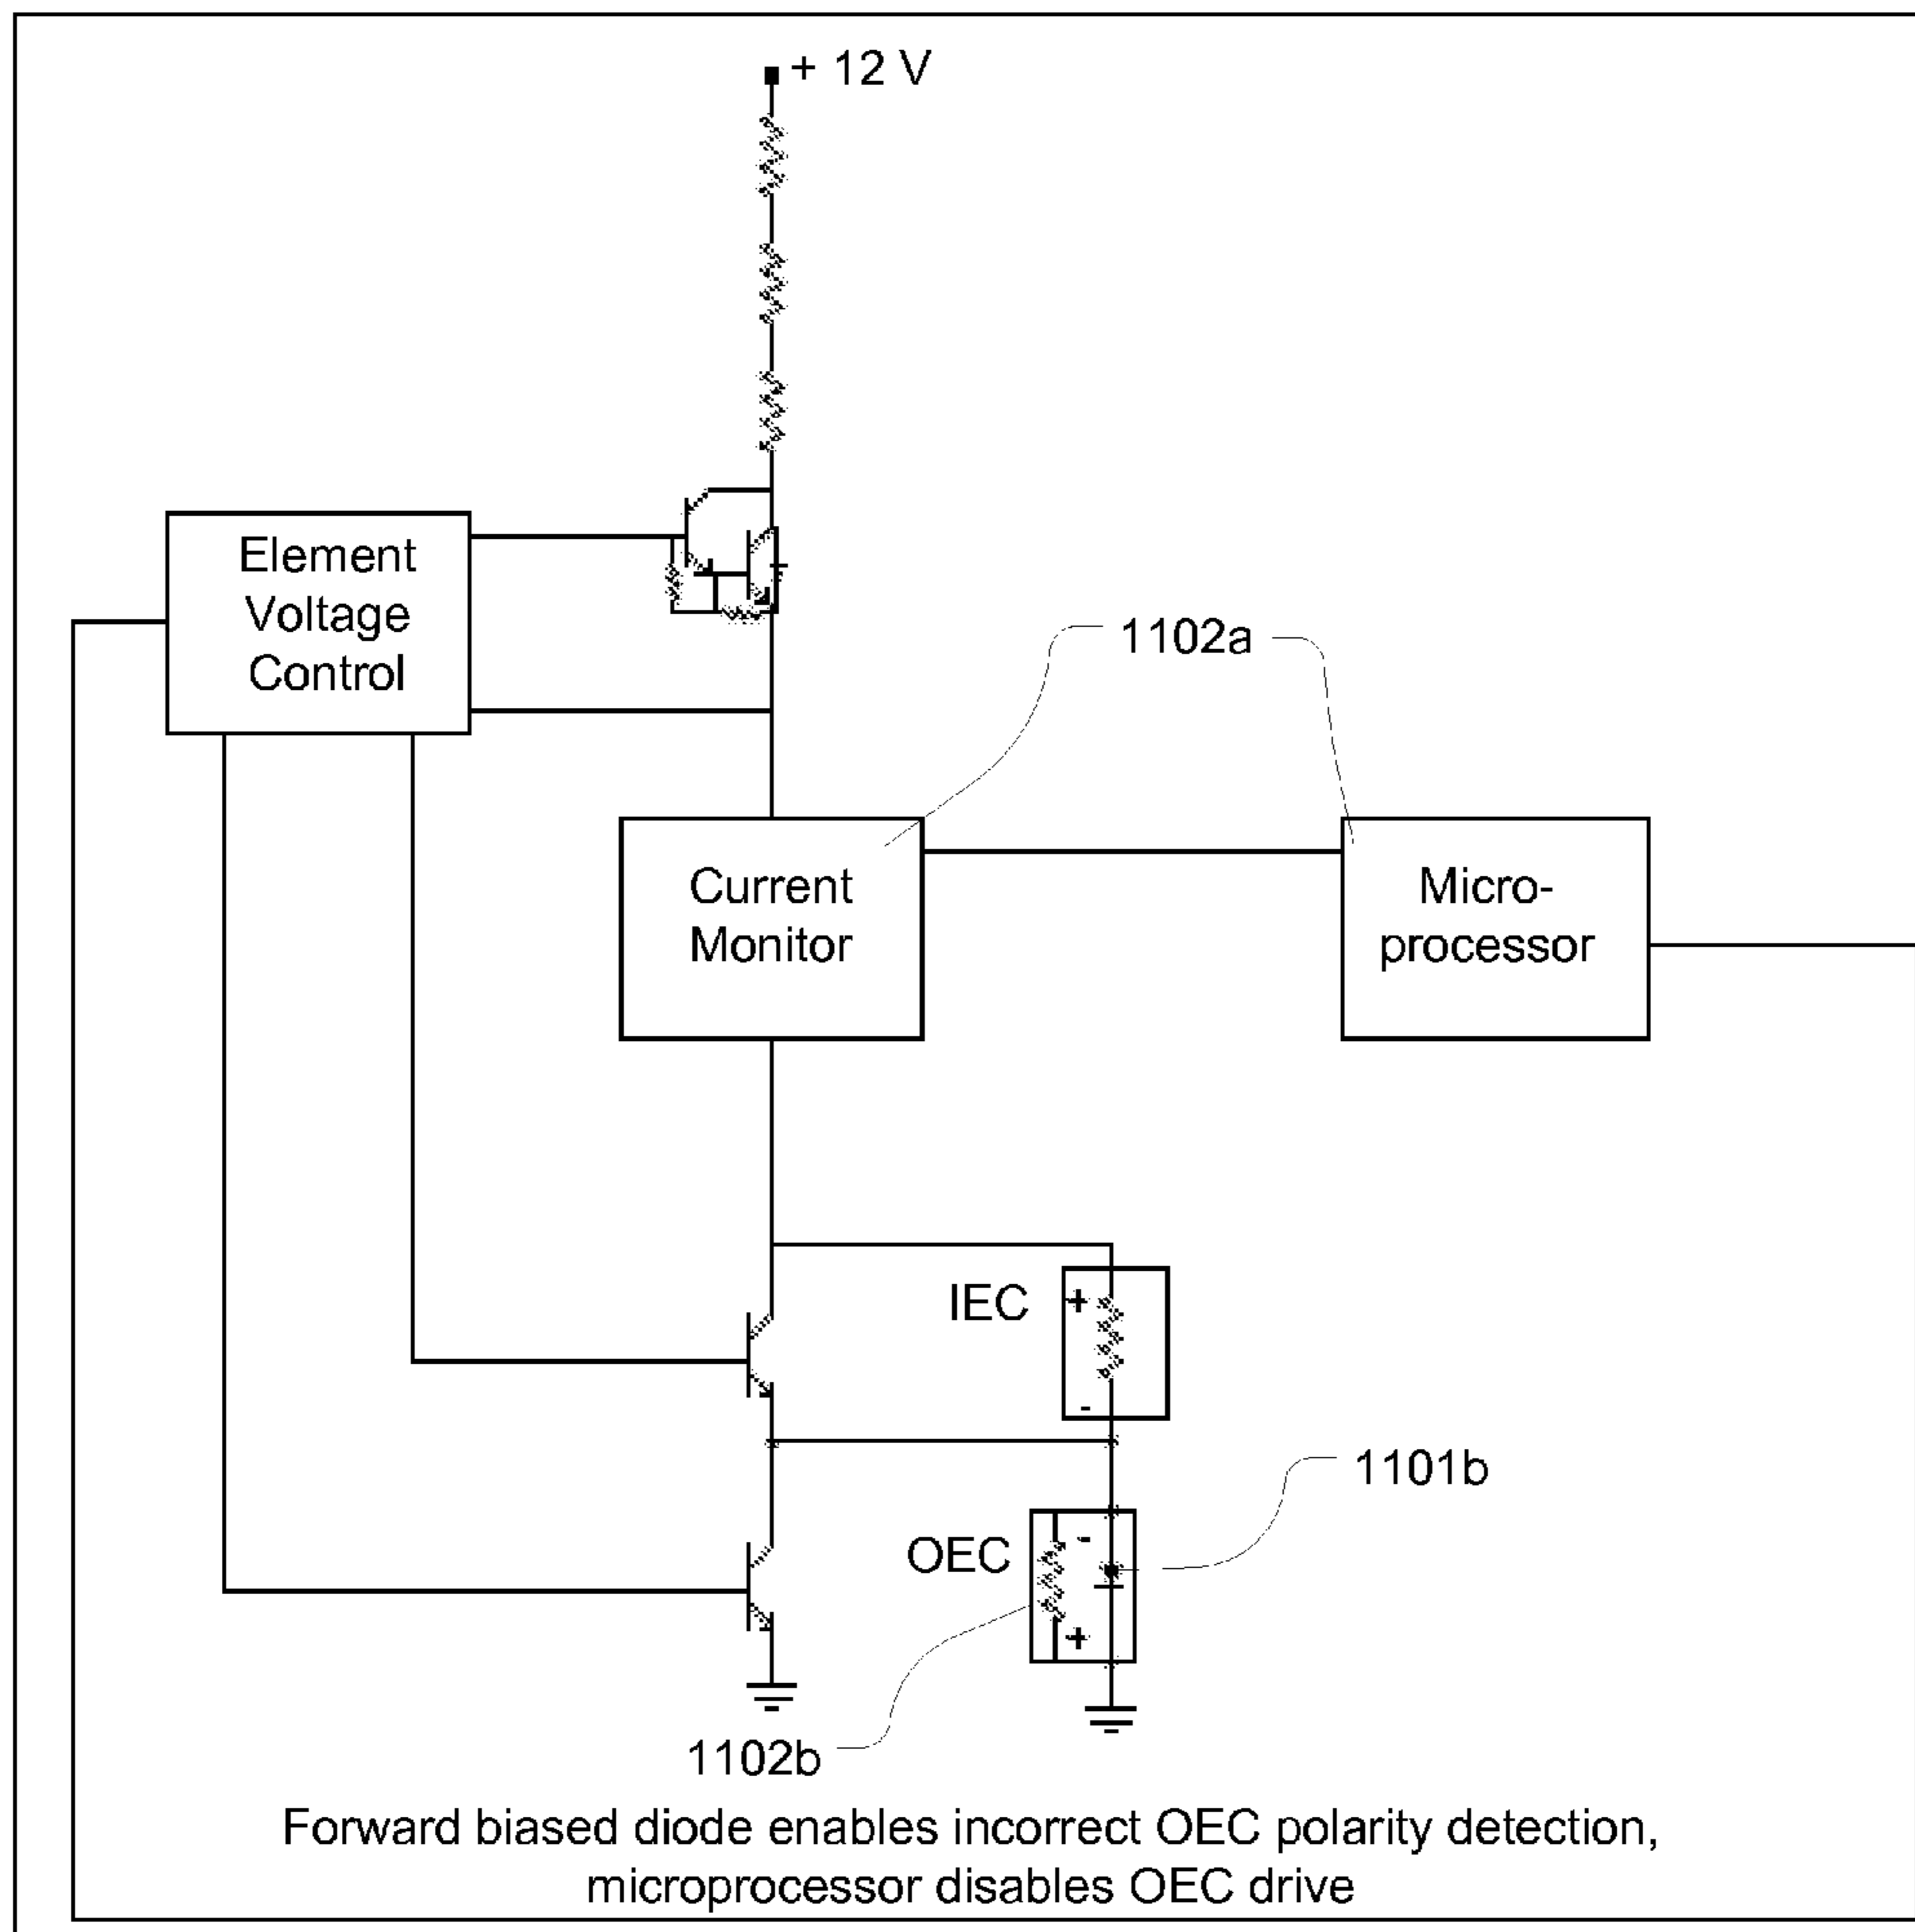 + 12 V
Element
Voltage
Control
1102a
Current
Monitor
Micro-
processor
IEC
+
-
1101b
OEC
-
+
1102b
Forward biased diode enables incorrect OEC polarity detection,
microprocessor disables OEC drive